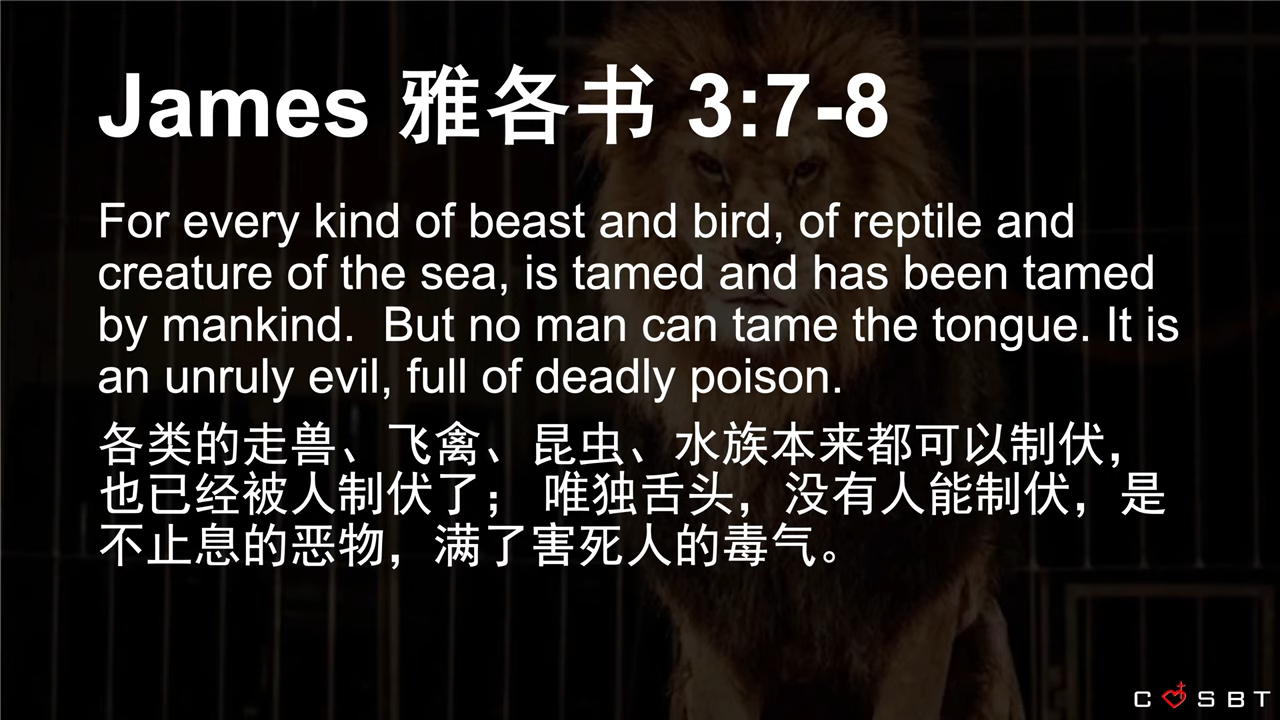 James 雅各书 3:7-8
For every kind of beast and bird, of reptile and
creature of the sea, is tamed and has been tamed
by mankind.  But no man can tame the tongue. It is
an unruly evil, full of deadly poison.
各类的走兽、飞禽、昆虫、水族本来都可以制伏，
也已经被人制伏了； 唯独舌头，没有人能制伏，是
不止息的恶物，满了害死人的毒气。
C SBT